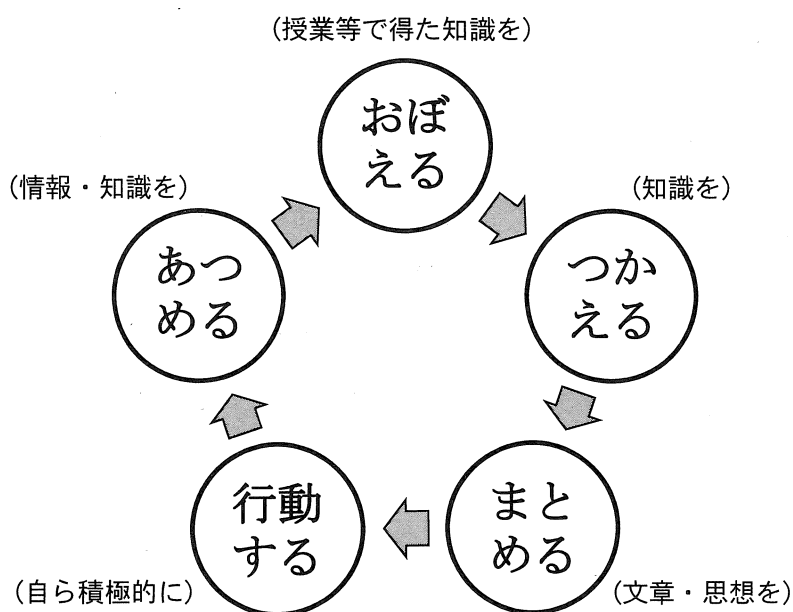 (授業等で得た知識を)
おぼ
える
(知識を)
つか
える
(文章・思想を)
まと
める
(自ら積極的に)
行動
する
(情報・知識を)
あつ
める